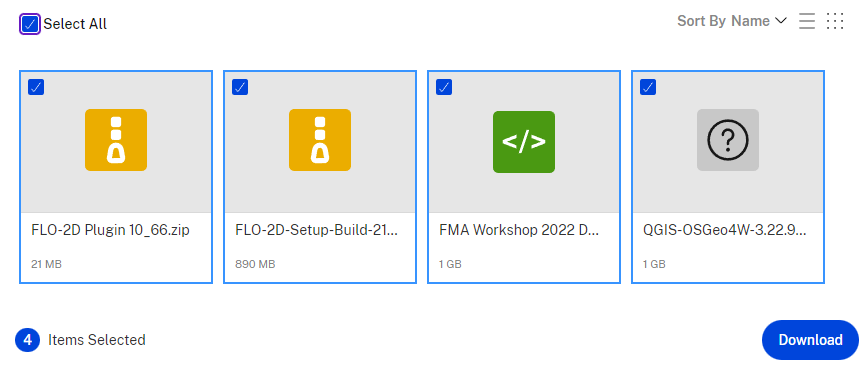 Select All
Sort By Name
</>
?
FLO-2D Plugin 10_66.zip
21 MB
FLO-2D-Setup-Build-21...
890 MB
FMA Workshop 2022 D...
1 GB
QGIS-OSGeo4W-3.22.9...
1 GB
4 Items Selected
Download